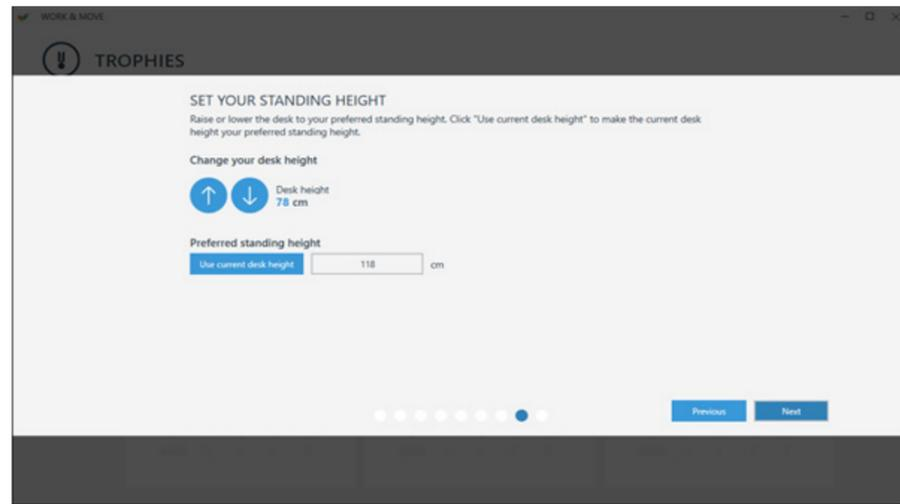 WORK & MOVE
TROPHIES
SET YOUR STANDING HEIGHT
Raise or lower the desk to your preferred standing height. Click "Use current desk height" to make the current desk
height your preferred standing height.
Change your desk height
Desk height
78 cm
Preferred standing height
Use current desk height 118 cm
Previous Next